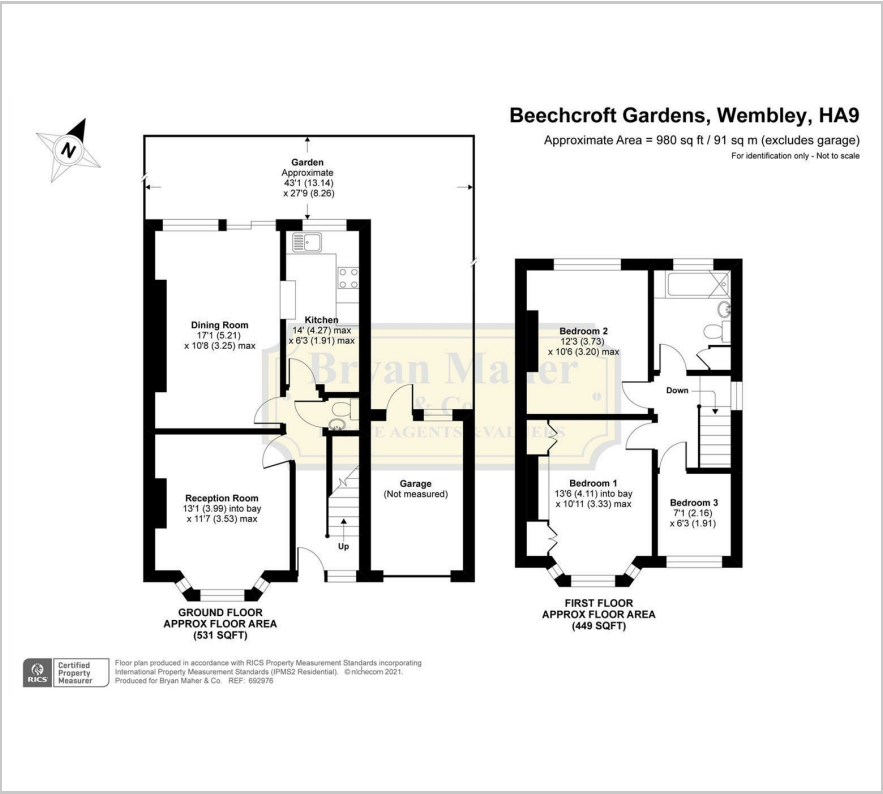 Beechcroft Gardens, Wembley, HA9
Approximate Area = 980 sq ft / 91 sq m (excludes garage)
For identification only - Not to scale
N
Garden
Approximate
43'1 (13.14)
x 27'9 (8.26)
Dining Room
17'1 (5.21)
x 10'8 (3.25) max
Kitchen
14' (4.27) max
x 6'3 (1.91) max
Reception Room
13'1 (3.99) into bay
x 11'7 (3.53) max
Up
Garage
(Not measured)
GROUND FLOOR
APPROX FLOOR AREA
(531 SQFT)
Bedroom 2
12'3 (3.73)
x 10'6 (3.20) max
Down
Bedroom 1
13'6 (4.11) into bay
x 10'11 (3.33) max
Bedroom 3
7'1 (2.16)
x 6'3 (1.91)
FIRST FLOOR
APPROX FLOOR AREA
(449 SQFT)
Bryan Maher
& Co.
ESTATE AGENTS & VALUERS
RICS
Certified
Property
Measurer
Floor plan produced in accordance with RICS Property Measurement Standards incorporating
International Property Measurement Standards (IPMS2 Residential). © nichecom 2021.
Produced for Bryan Maher & Co. REF: 692976